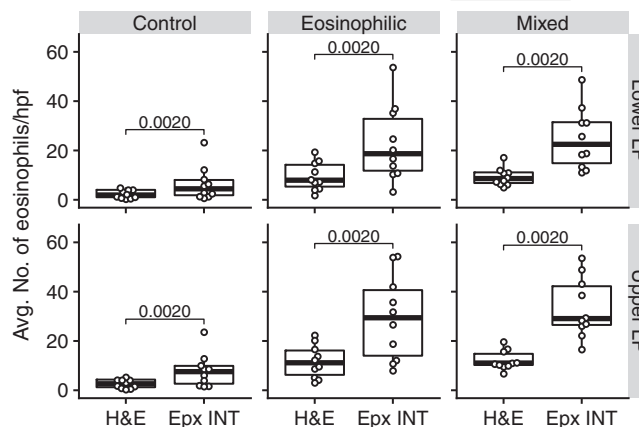 Control Eosinophilic Mixed
Avg. No. of eosinophils/hpf
60
40
20
0
0.0020
0.0020
0.0020
Lower LP
60
40
20
0
0.0020
0.0020
0.0020
Upper LP
H&E Epx INT H&E Epx INT H&E Epx INT